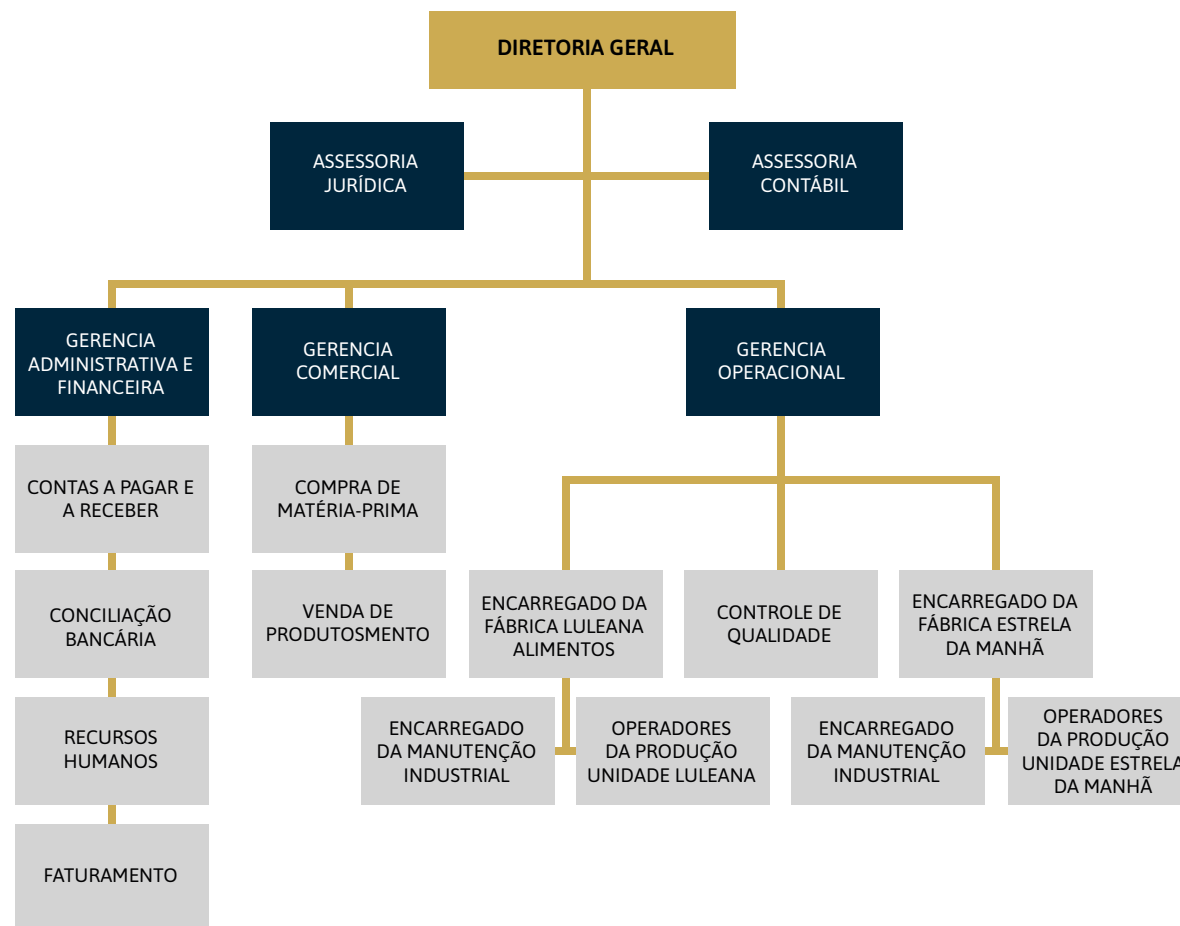 DIRETORIA GERAL
ASSESSORIA
JURÍDICA
ASSESSORIA
CONTÁBIL
GERENCIA
ADMINISTRATIVA E
FINANCEIRA
GERENCIA
COMERCIAL
GERENCIA
OPERACIONAL
CONTAS A PAGAR E
A RECEBER
COMPRA DE
MATÉRIA-PRIMA
CONCILIAÇÃO
BANCÁRIA
VENDA DE
PRODUTOSMENTO
ENCARREGADO DA
FÁBRICA LULEANA
ALIMENTOS
CONTROLE DE
QUALIDADE
ENCARREGADO DA
FÁBRICA ESTRELA
DA MANHÃ
RECURSOS
HUMANOS
ENCARREGADO
DA MANUTENÇÃO
INDUSTRIAL
OPERADORES
DA PRODUÇÃO
UNIDADE LULEANA
ENCARREGADO
DA MANUTENÇÃO
INDUSTRIAL
OPERADORES
DA PRODUÇÃO
UNIDADE ESTRELA
DA MANHÃ
FATURAMENTO